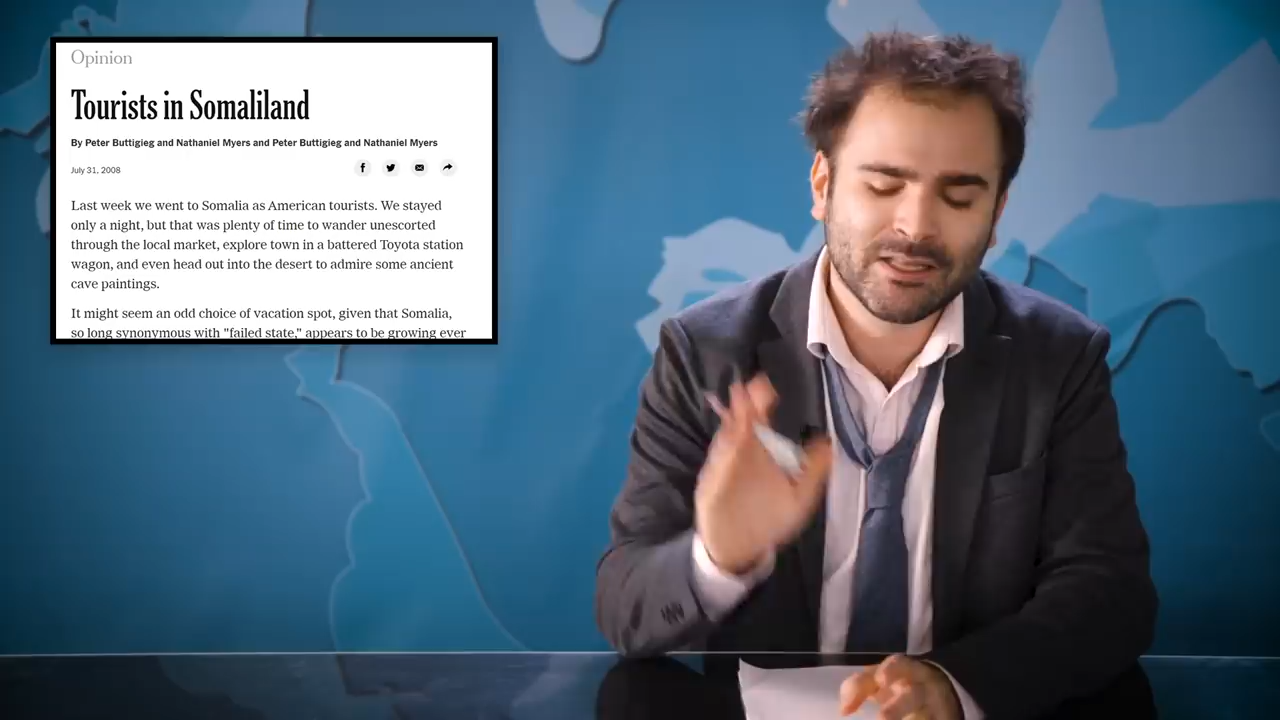 Opinion
Tourists in Somaliland
By Peter Buttigieg and Nathaniel Myers and Peter Buttigieg and Nathaniel Myers
July 31, 2008
Last week we went to Somalia as American tourists. We stayed
only a night, but that was plenty of time to wander unescorted
through the local market, explore town in a battered Toyota station
wagon, and even head out into the desert to admire some ancient
cave paintings.
It might seem an odd choice of vacation spot, given that Somalia,
so long synonymous with "failed state," appears to be growing ever